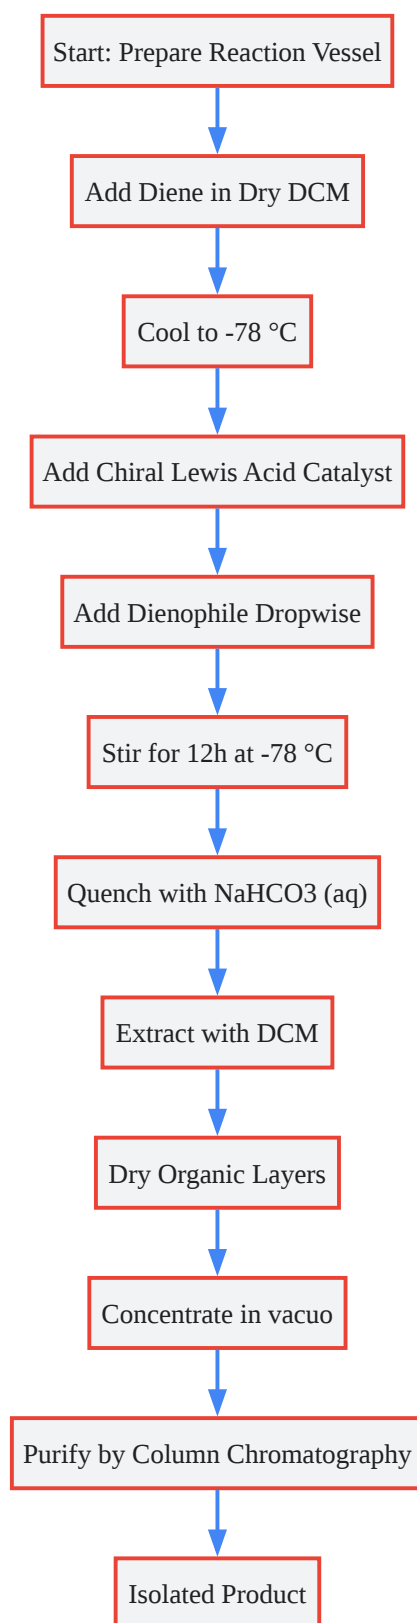 Start: Prepare Reaction Vessel
Add Diene in Dry DCM
Cool to -78 °C
Add Chiral Lewis Acid Catalyst
Add Dienophile Dropwise
Stir for 12h at -78 °C
Quench with NaHCO3 (aq)
Extract with DCM
Dry Organic Layers
Concentrate in vacuo
Purify by Column Chromatography
Isolated Product